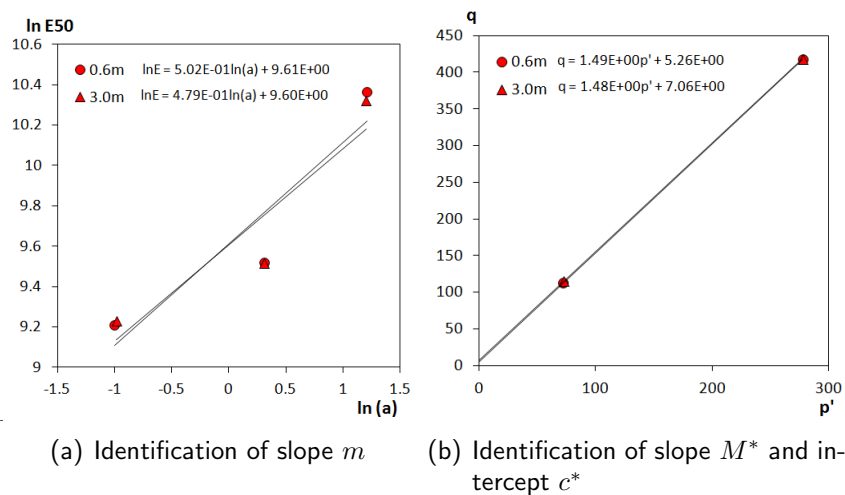 ln E50
10.6
10.4
10.2
10
9.8
9.6
9.4
9.2
9
0.6m lnE = 5.02E-01ln(a) + 9.61E+00
3.0m lnE = 4.79E-01ln(a) + 9.60E+00
-1.5 -1 -0.5 0 0.5 1 1.5
ln (a)
(a) Identification of slope m
q
450
400
350
300
250
200
150
100
50
0
0.6m q = 1.49E+00p' + 5.26E+00
3.0m q = 1.48E+00p' + 7.06E+00
0 100 200 300
p'
(b) Identification of slope M* and in-
tercept c*